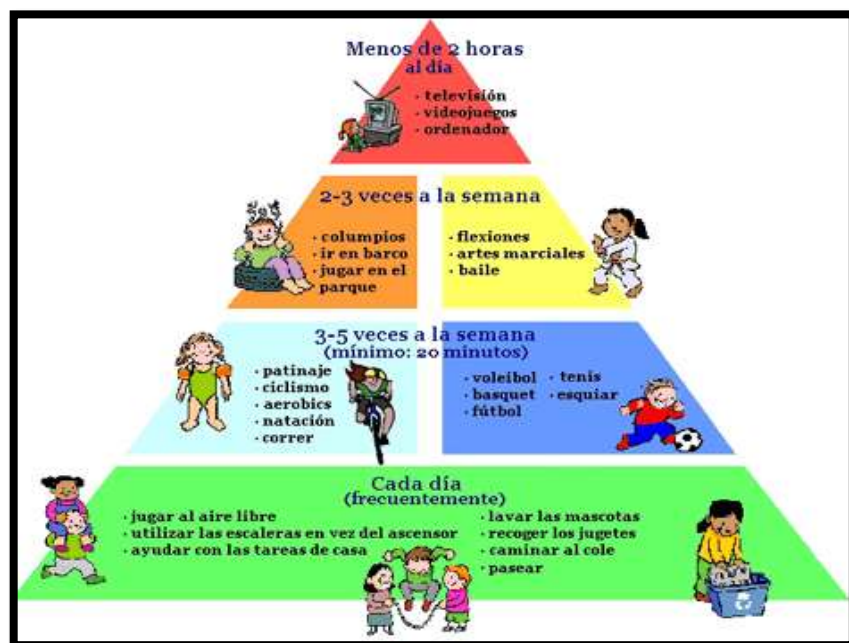 Menos de 2 horas
al día
· televisión
· videojuegos
· ordenador
2-3 veces a la semana
· columpios
· ir en barco
· jugar en el
parque
· flexiones
· artes marciales
· baile
3-5 veces a la semana
(mínimo: 20 minutos)
· patinaje
· ciclismo
· aerobics
· natación
· correr
· voleibol
· basquet
· fútbol
· tenis
· esquiar
Cada día
(frecuentemente)
· jugar al aire libre
· utilizar las escaleras en vez del ascensor
· ayudar con las tareas de casa
· lavar las mascotas
· recoger los jugetes
· caminar al cole
· pasear